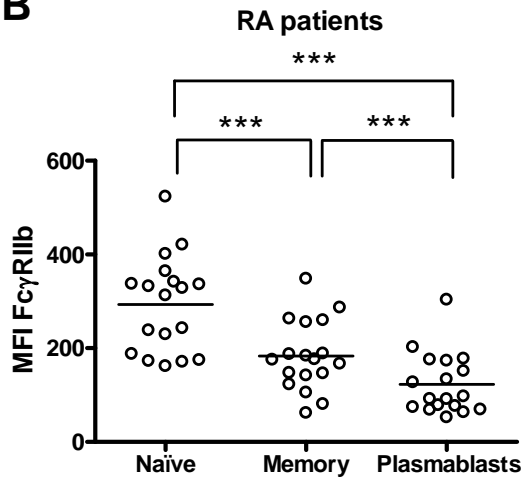 B
RA patients
***
*** ***
600
400
200
0
MFI FcγRIIb
Naïve Memory Plasmablasts